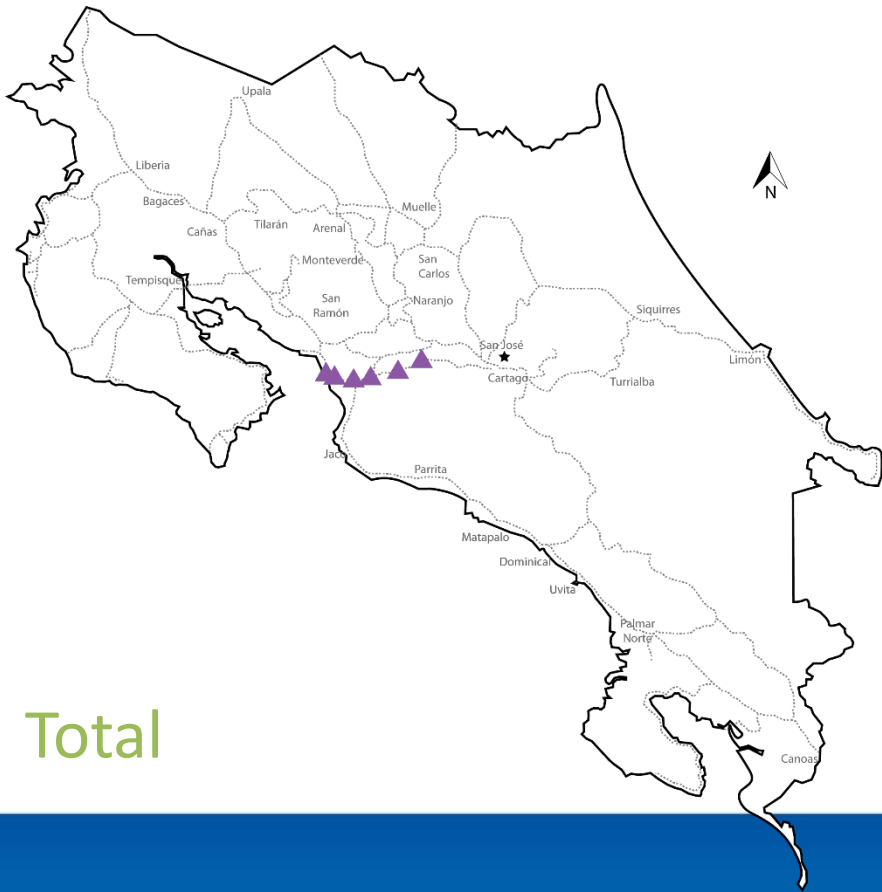 Upala
Liberia
Bagaces
Muelle
Cañas
Tilarán
Arenal
Monteverde
San
Carlos
Tempisque
San
Ramón
Naranjo
Siquirres
San José
Limón
Cartago
Turrialba
Jacó
Parrita
Matapalo
Dominical
Uvita
Palmar
Norte
Canoas
N
Total